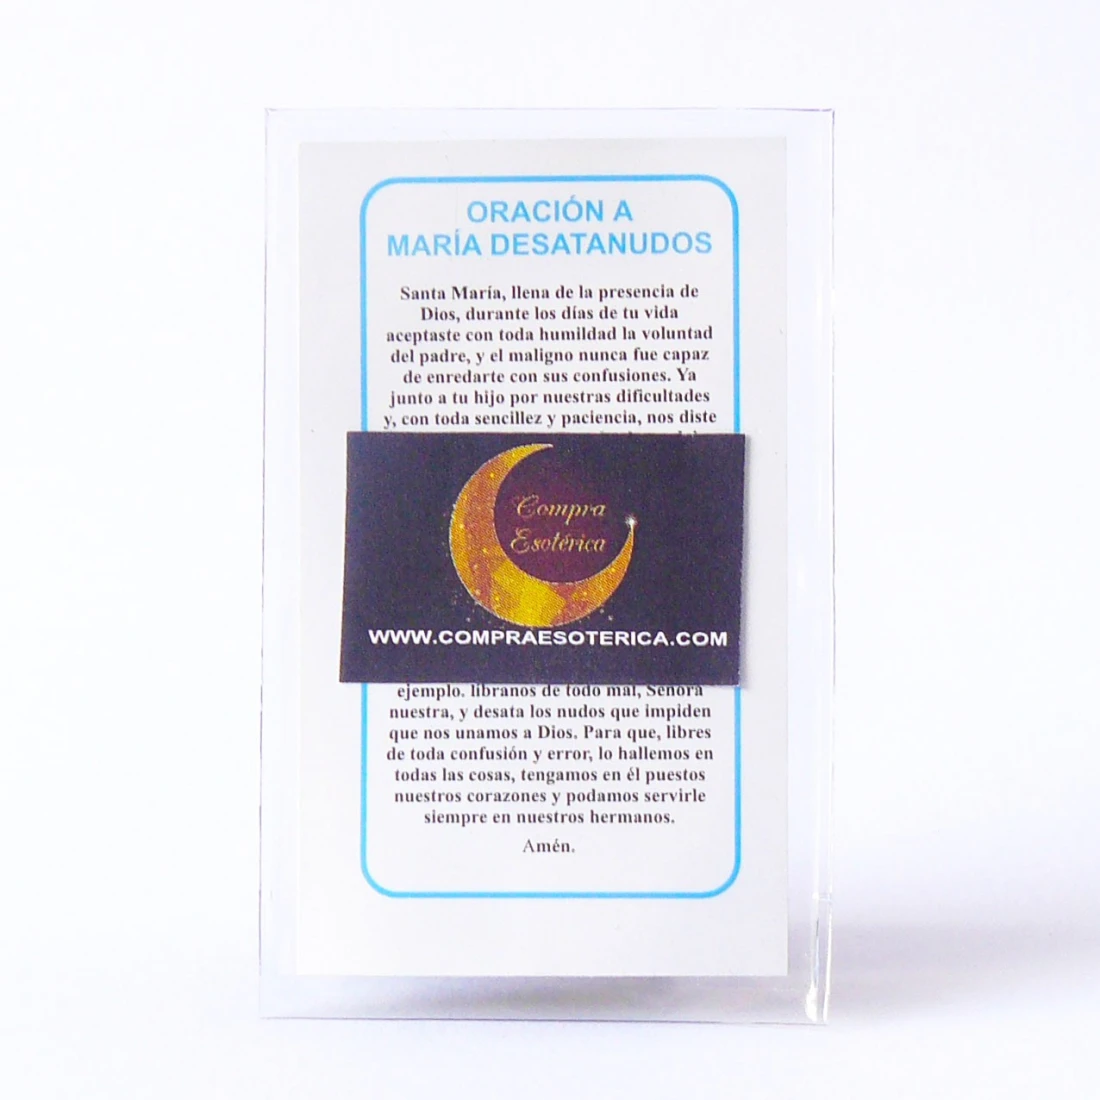 ORACIÓN A
MARÍA DESATANUDOS
Santa María, llena de la presencia de
Dios, durante los días de tu vida
aceptaste con toda humildad la voluntad
del padre, y el maligno nunca fue capaz
de enredarte con sus confusiones. Ya
junto a tu hijo por nuestras dificultades
y, con toda sencillez y paciencia, nos diste
Compra
Esotérica
WWW.COMPRAESOTERICA.COM
ejemplo. libranos de todo mal, Señora
nuestra, y desata los nudos que impiden
que nos unamos a Dios. Para que, libres
de toda confusión y error, lo hallemos en
todas las cosas, tengamos en él puestos
nuestros corazones y podamos servirle
siempre en nuestros hermanos.
Amén.